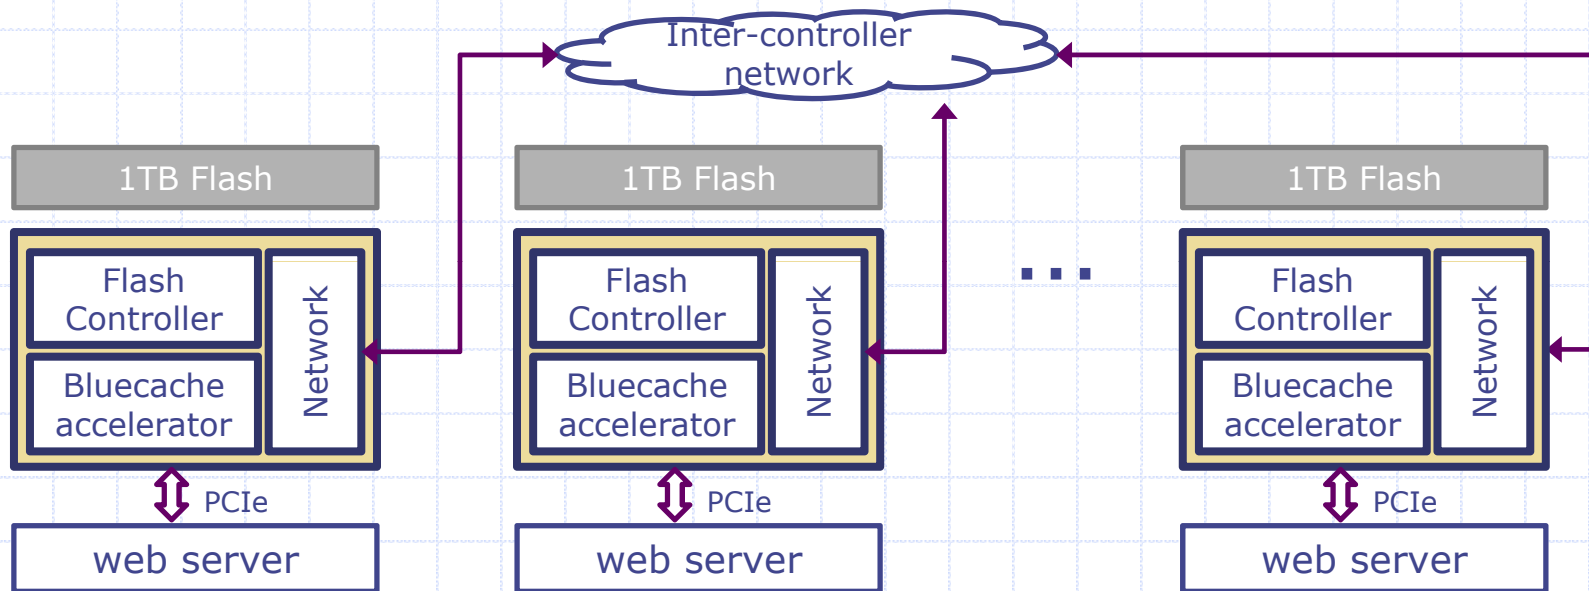 Inter-controller
network
1TB Flash
1TB Flash
1TB Flash
Flash
Controller
Network
Bluecache
accelerator
Flash
Controller
Network
Bluecache
accelerator
...
Flash
Controller
Network
Bluecache
accelerator
PCIe
PCIe
PCIe
web server
web server
web server